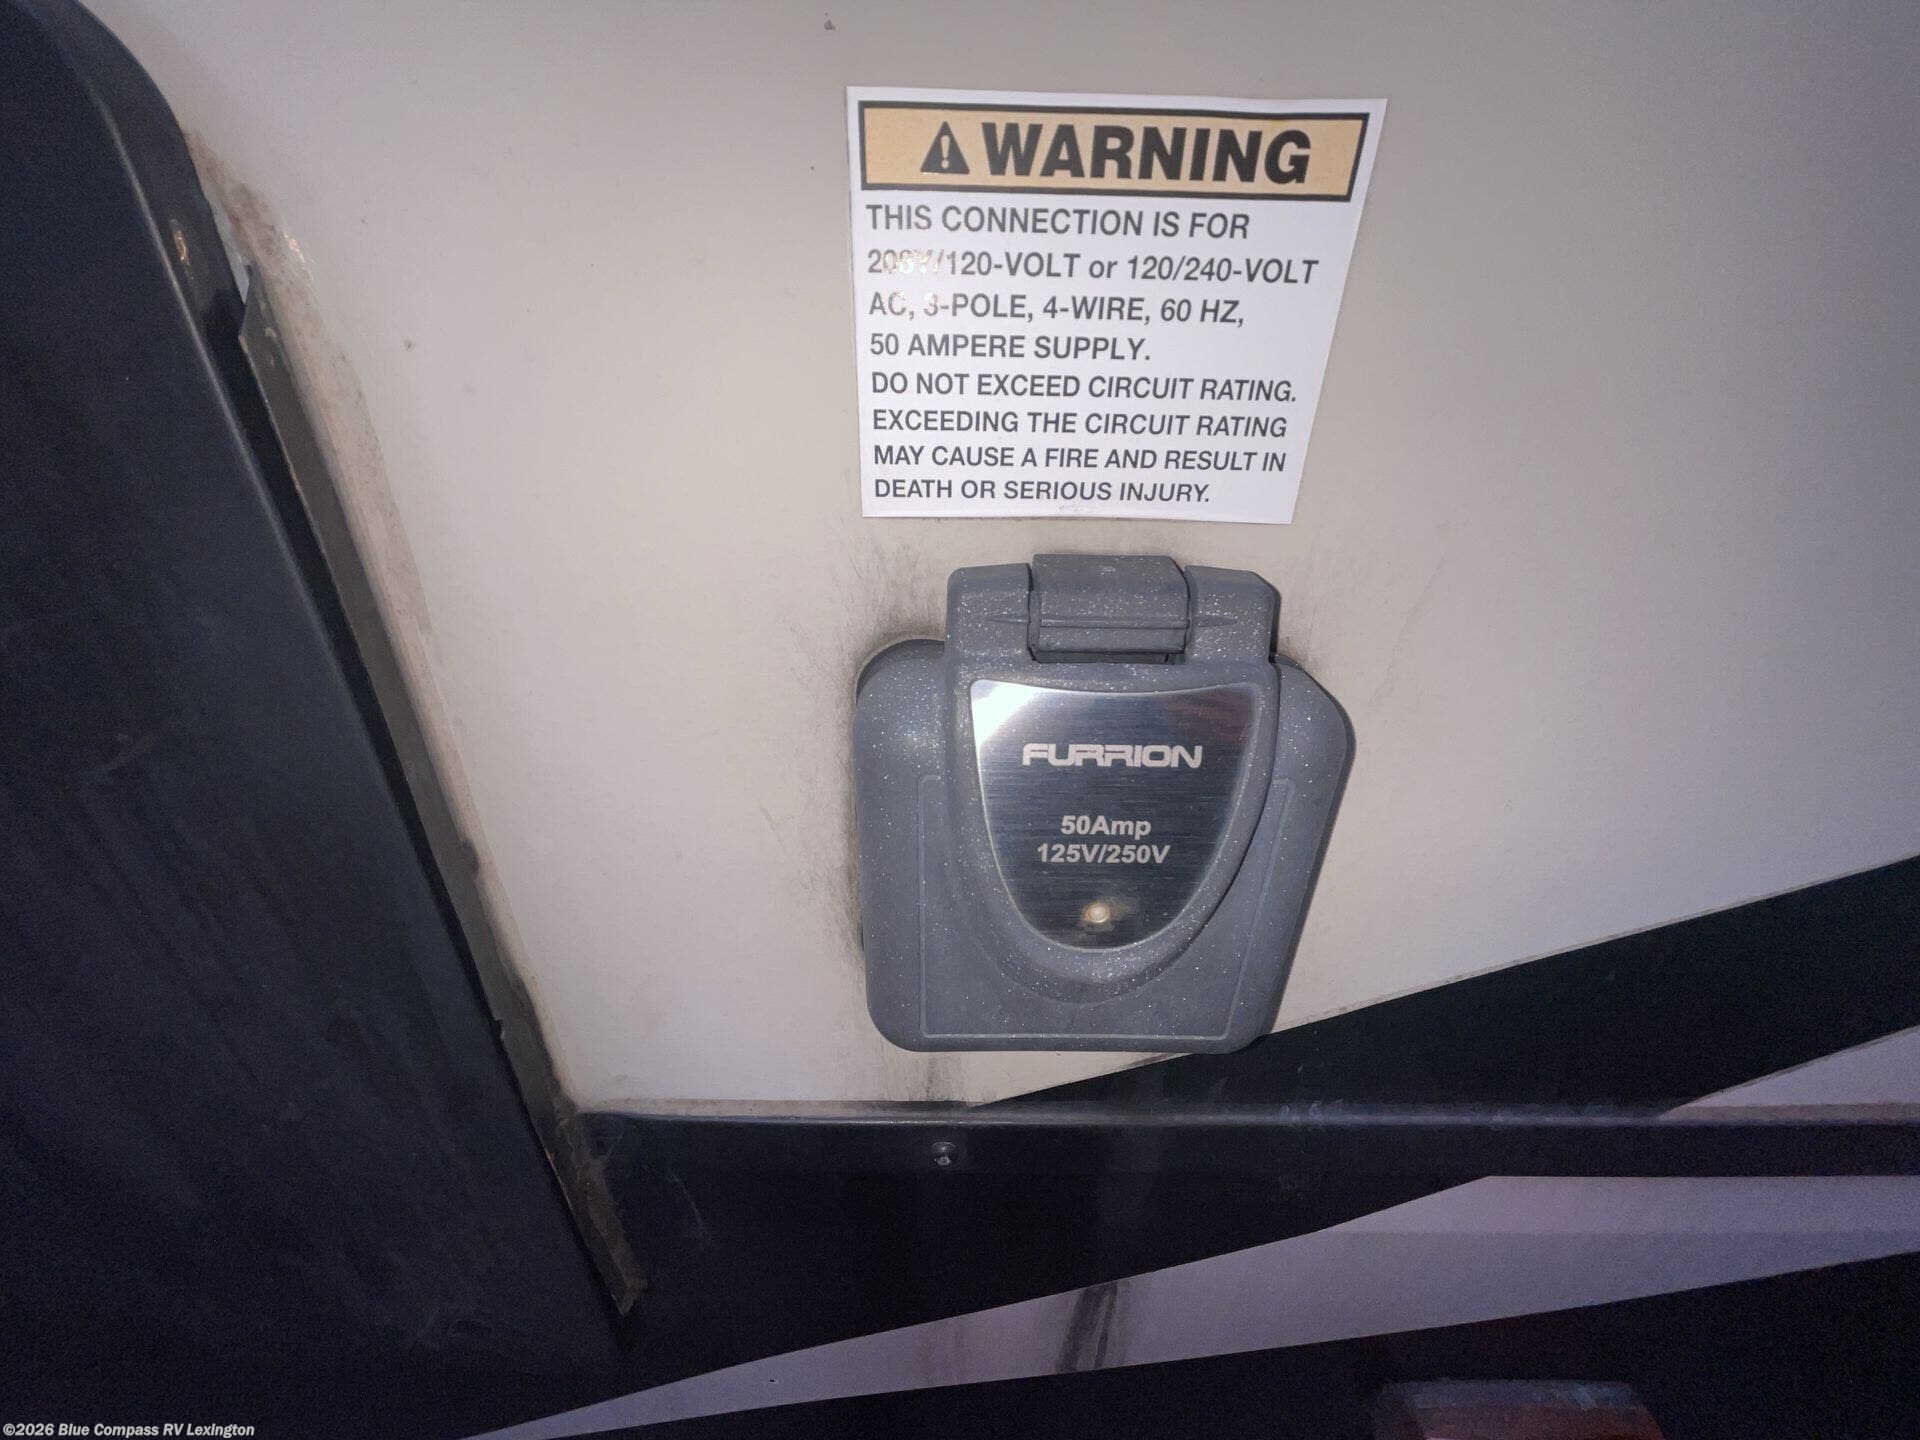 WARNING
THIS CONNECTION IS FOR
208Y/120-VOLT or 120/240-VOLT
AC, 3-POLE, 4-WIRE, 60 HZ,
50 AMPERE SUPPLY.
DO NOT EXCEED CIRCUIT RATING.
EXCEEDING THE CIRCUIT RATING
MAY CAUSE A FIRE AND RESULT IN
DEATH OR SERIOUS INJURY.
FURRION
50Amp
125V/250V
©2026 Blue Compass RV Lexington